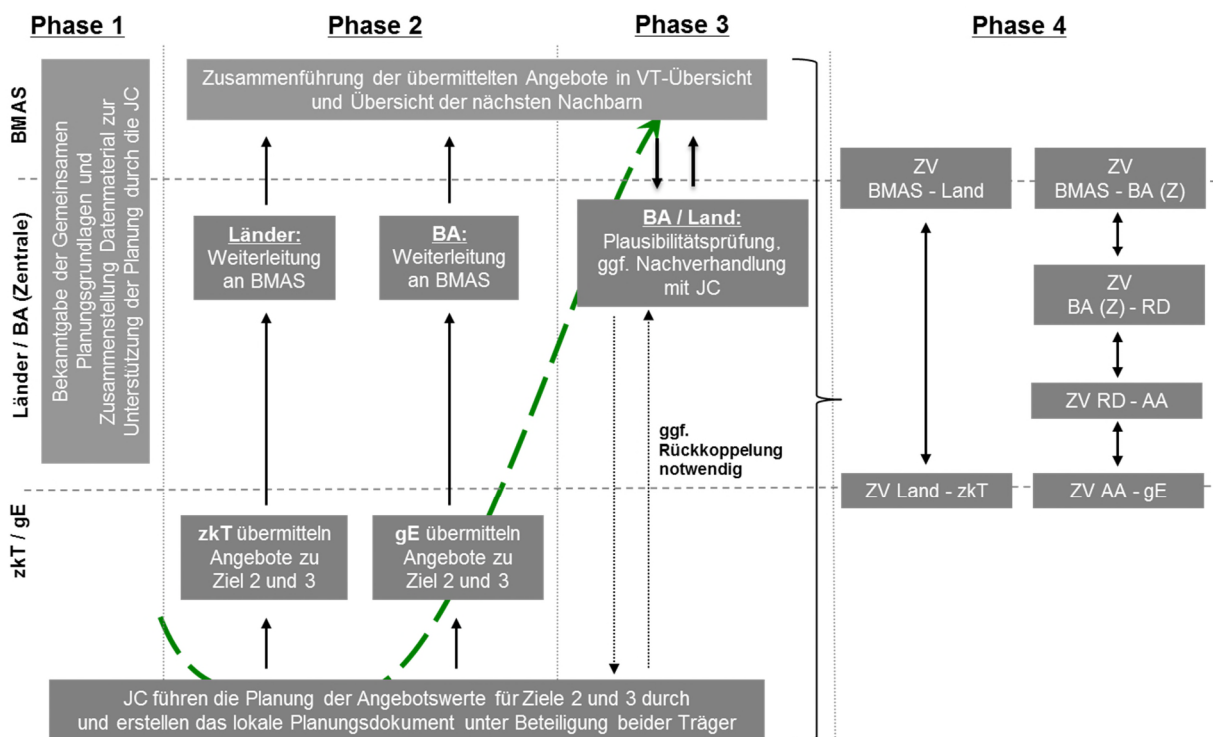 Phase 1
Phase 2
Phase 3
Phase 4
BMAS
Länder / BA (Zentrale)
zkT / gE
Bekanntgabe der Gemeinsamen
Planungsgrundlagen und
Zusammenstellung Datenmaterial zur
Unterstützung der Planung durch die JC
Zusammenführung der übermittelten Angebote in VT-Übersicht
und Übersicht der nächsten Nachbarn
Länder:
Weiterleitung
an BMAS
BA:
Weiterleitung
an BMAS
BA / Land:
Plausibilitätsprüfung,
ggf. Nachverhandlung
mit JC
ggf.
Rückkoppelung
notwendig
zkT übermitteln
Angebote zu
Ziel 2 und 3
gE übermitteln
Angebote zu
Ziel 2 und 3
JC führen die Planung der Angebotswerte für Ziele 2 und 3 durch
und erstellen das lokale Planungsdokument unter Beteiligung beider Träger
ZV
BMAS - Land
ZV
BMAS - BA (Z)
ZV
BA (Z) - RD
ZV RD - AA
ZV Land - zkT
ZV AA - gE